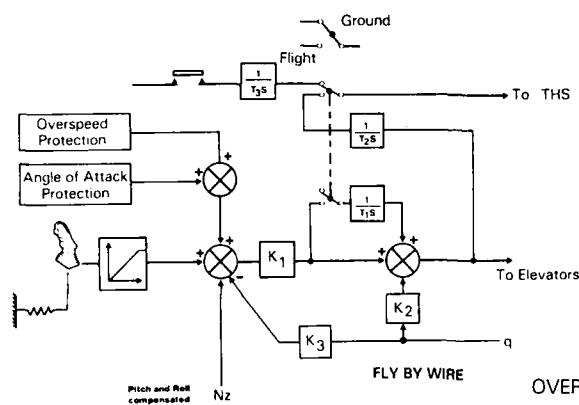 Ground
Flight
1
T₃S
To THS
Overspeed
Protection
+
1
T₂S
Angle of Attack
Protection
+
+
1
T₁S
+
+
K₁
+
+
-
To Elevators
K₂
K₃
q
FLY BY WIRE
Pitch and Roll
compensated
Nz
OVER